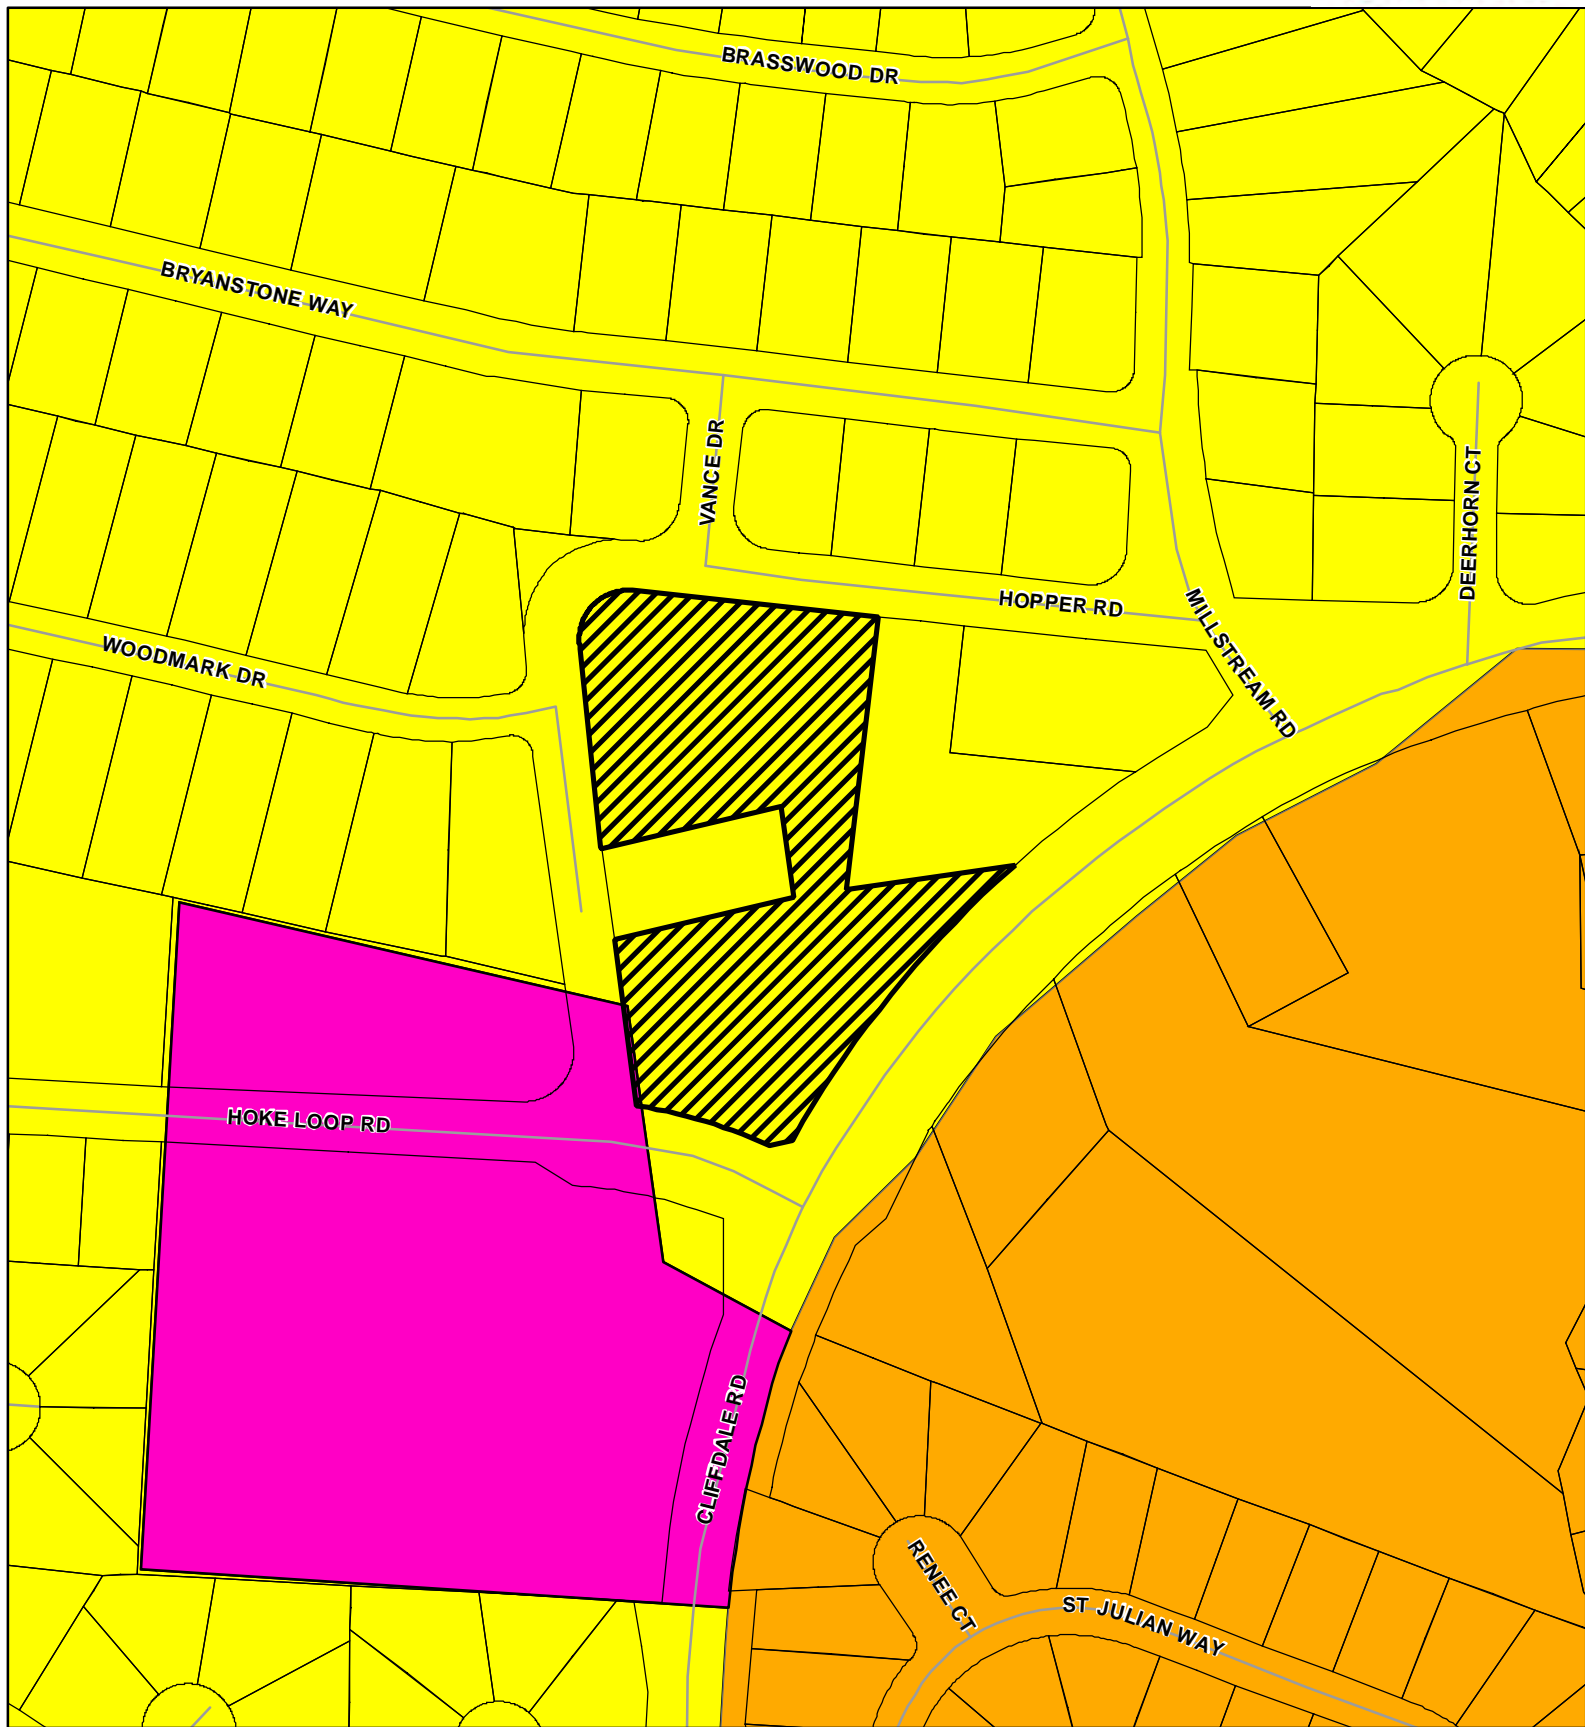 BRASSWOOD DR
BRYANSTONE WAY
VANCE DR
DEERHORN CT
HOPPER RD
MILLSTREAM RD
WOODMARK DR
HOKE LOOP RD
CLIFFDALE RD
RENEE CT
ST JULIAN WAY